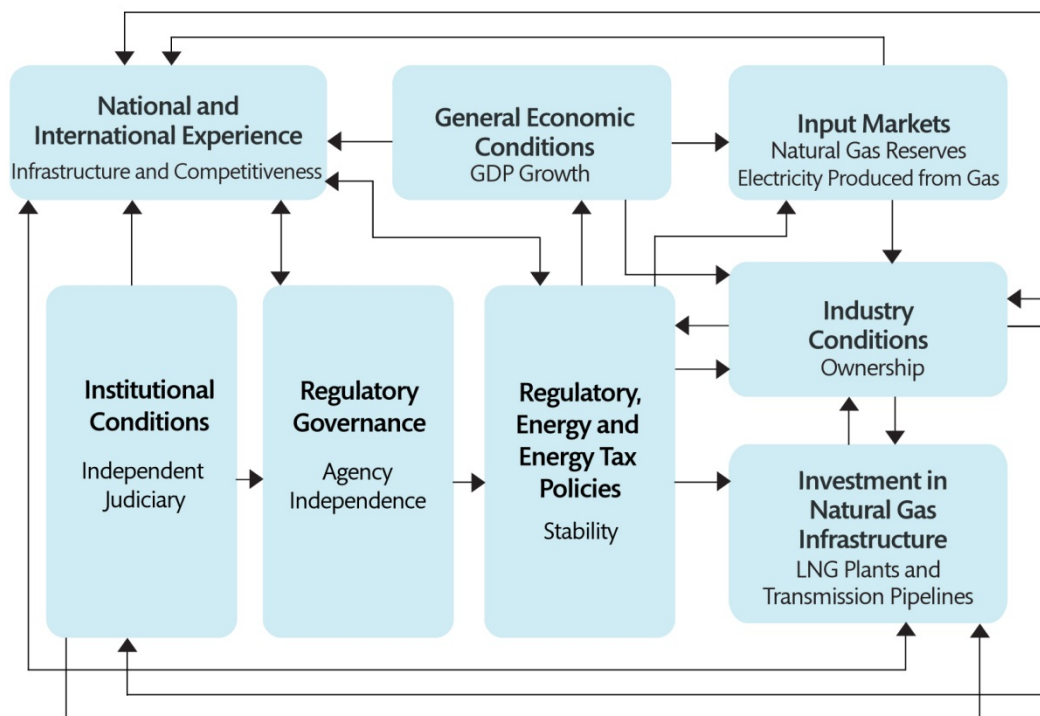 National and
International Experience
Infrastructure and Competitiveness
General Economic
Conditions
GDP Growth
Input Markets
Natural Gas Reserves
Electricity Produced from Gas
Industry
Conditions
Ownership
Institutional
Conditions
Independent
Judiciary
Regulatory
Governance
Agency
Independence
Regulatory,
Energy and
Energy Tax
Policies
Stability
Investment in
Natural Gas
Infrastructure
LNG Plants and
Transmission Pipelines